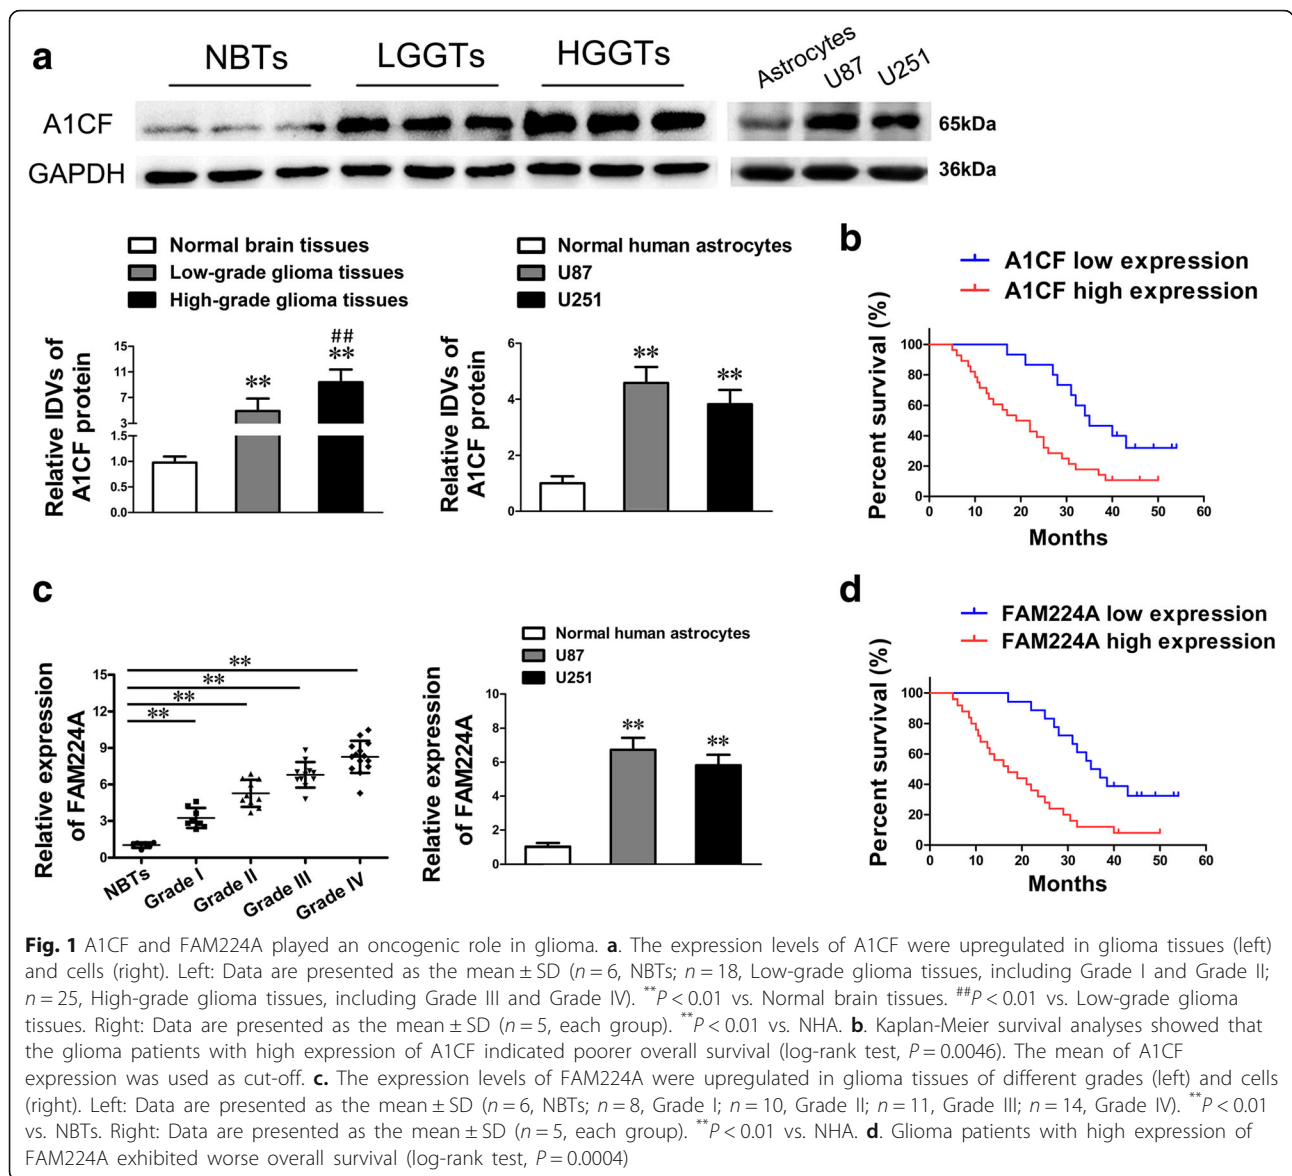 a
NBTs
LGGTs
HGGTs
Astrocytes
U87
U251
A1CF
65kDa
GAPDH
36kDa
Normal brain tissues
Low-grade glioma tissues
High-grade glioma tissues
Relative IDVs of
A1CF protein
15
11
7
3
1.5
1.0
0.5
0.0
**
##
**
Normal human astrocytes
U87
U251
Relative IDVs of
A1CF protein
6
4
2
0
**
**
b
A1CF low expression
A1CF high expression
Percent survival (%)
100
80
60
40
20
0
0 10 20 30 40 50 60
Months
c
Relative expression
of FAM224A
15
12
9
6
3
0
**
**
**
**
NBTs
Grade I
Grade II
Grade III
Grade IV
Normal human astrocytes
U87
U251
Relative expression
of FAM224A
10
8
6
4
2
0
**
**
d
FAM224A low expression
FAM224A high expression
Percent survival (%)
100
80
60
40
20
0
0 10 20 30 40 50 60
Months
Fig. 1 A1CF and FAM224A played an oncogenic role in glioma. a. The expression levels of A1CF were upregulated in glioma tissues (left)
and cells (right). Left: Data are presented as the mean ± SD (n = 6, NBTs; n = 18, Low-grade glioma tissues, including Grade I and Grade II;
n = 25, High-grade glioma tissues, including Grade III and Grade IV). **P < 0.01 vs. Normal brain tissues. ##P < 0.01 vs. Low-grade glioma
tissues. Right: Data are presented as the mean ± SD (n = 5, each group). **P < 0.01 vs. NHA. b. Kaplan-Meier survival analyses showed that
the glioma patients with high expression of A1CF indicated poorer overall survival (log-rank test, P = 0.0046). The mean of A1CF
expression was used as cut-off. c. The expression levels of FAM224A were upregulated in glioma tissues of different grades (left) and cells
(right). Left: Data are presented as the mean ± SD (n = 6, NBTs; n = 8, Grade I; n = 10, Grade II; n = 11, Grade III; n = 14, Grade IV). **P < 0.01
vs. NBTs. Right: Data are presented as the mean ± SD (n = 5, each group). **P < 0.01 vs. NHA. d. Glioma patients with high expression of
FAM224A exhibited worse overall survival (log-rank test, P = 0.0004)